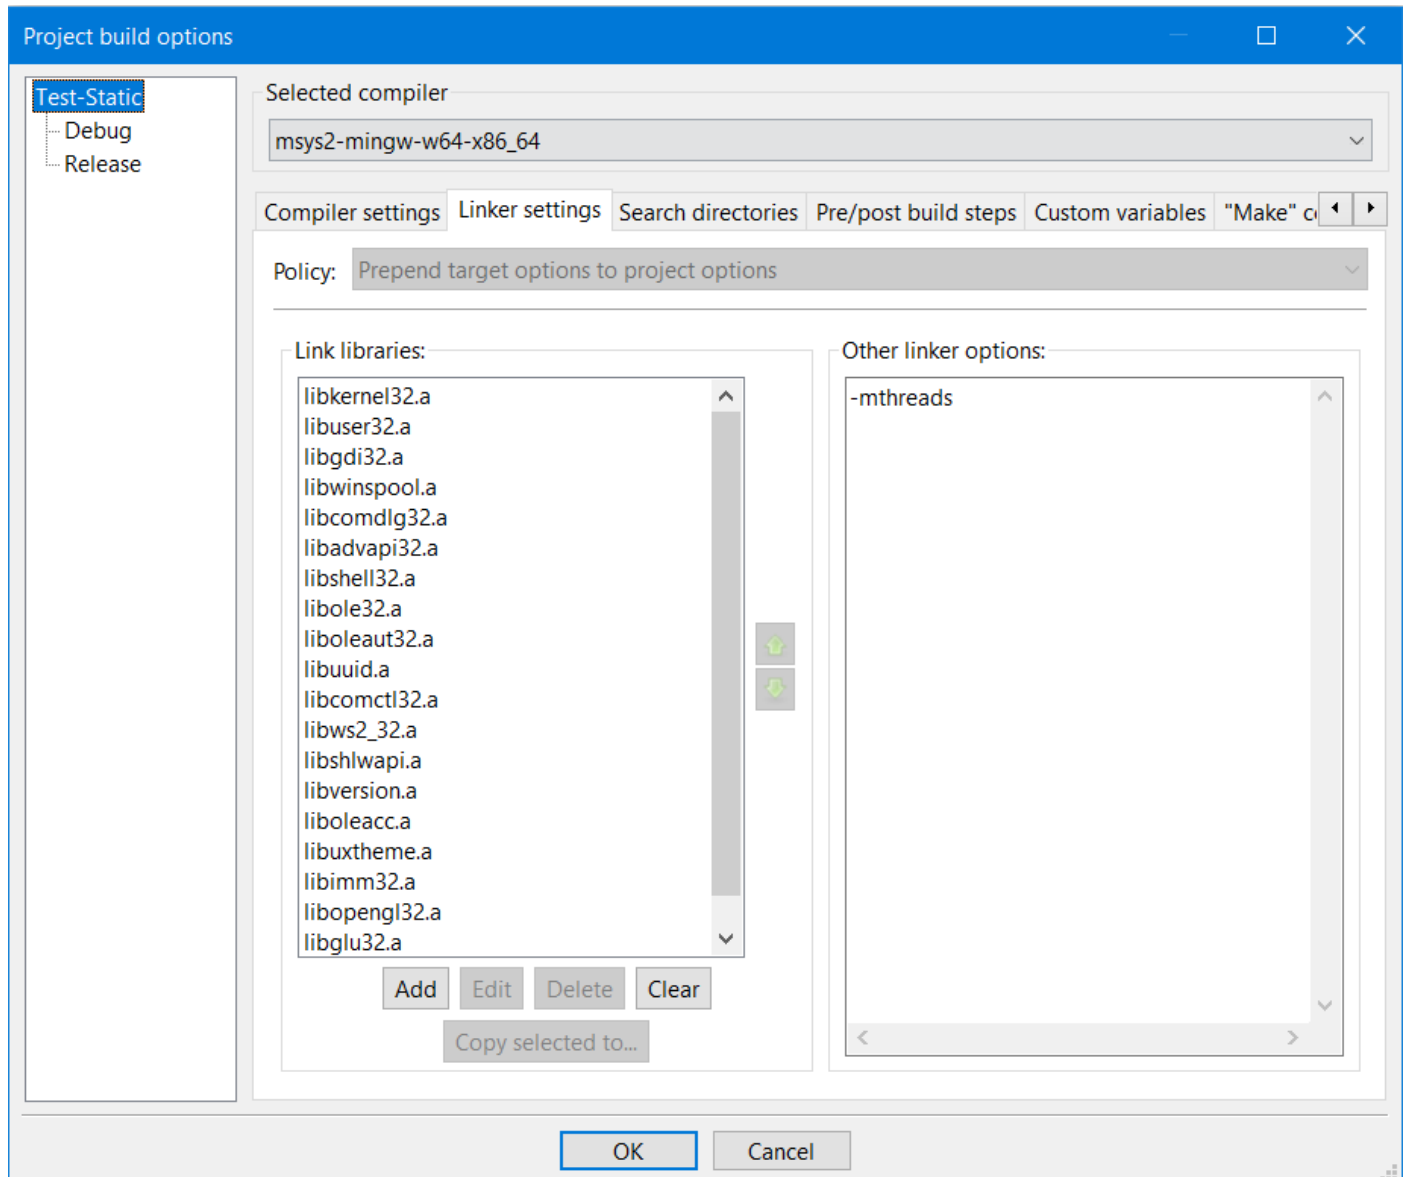 Project build options
Test-Static
Debug
Release
Selected compiler
msys2-mingw-w64-x86_64
Compiler settings Linker settings Search directories Pre/post build steps Custom variables "Make" c
Policy: Prepend target options to project options
Link libraries:
libkernel32.a
libuser32.a
libgdi32.a
libwinspool.a
libcomdlg32.a
libadvapi32.a
libshell32.a
libole32.a
liboleaut32.a
libuuid.a
libcomctl32.a
libws2_32.a
libshlwapi.a
libversion.a
liboleacc.a
libuxtheme.a
libimm32.a
libopengl32.a
libglu32.a
Add Edit Delete Clear
Copy selected to...
Other linker options:
-mthreads
OK Cancel